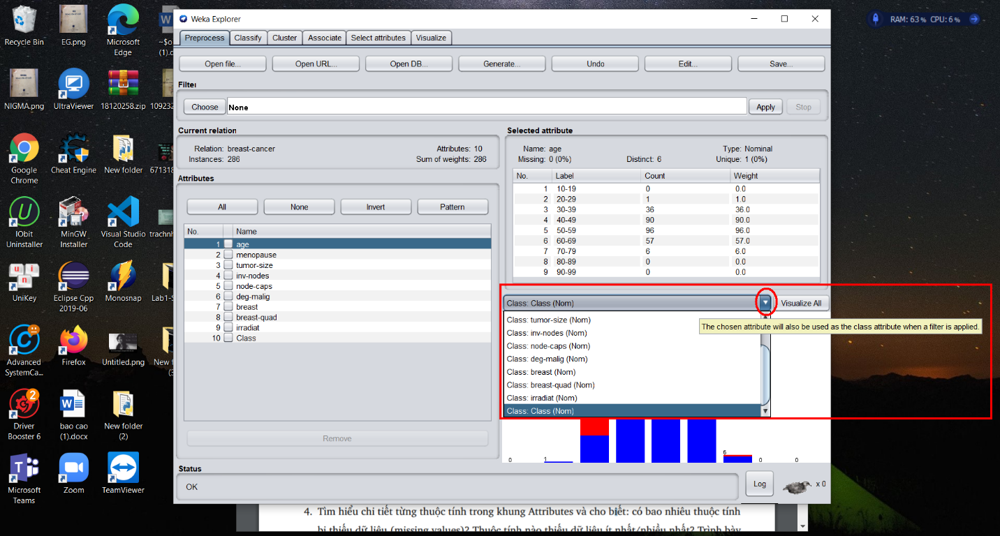 Recycle Bin
EG.png
Microsoft
Edge
~$o
(1).d
NIGMA.png
UltraViewer
18120258.zip
10923
Google
Chrome
Cheat Engine
New folder
671318
IObit
Uninstaller
MinGW
Installer
Visual Studio
Code
trachnh
UniKey
Eclipse Cpp
2019-06
Monosnap
Lab1-S
Advanced
SystemCa...
Firefox
Untitled.png
New f
(3
Driver
Booster 6
bao cao
(1).docx
New folder
(2)
Microsoft
Teams
Zoom
TeamViewer
RAM: 63% CPU: 6%
Weka Explorer
Preprocess Classify Cluster Associate Select attributes Visualize
Open file... Open URL... Open DB... Generate... Undo Edit... Save...
Filter
Choose None Apply Stop
Current relation
Relation: breast-cancer Attributes: 10
Instances: 286 Sum of weights: 286
Attributes
All None Invert Pattern
No. Name
1 age
2 menopause
3 tumor-size
4 inv-nodes
5 node-caps
6 deg-malig
7 breast
8 breast-quad
9 irradiat
10 Class
Remove
Selected attribute
Name: age Type: Nominal
Missing: 0 (0%) Distinct: 6 Unique: 1 (0%)
No. Label Count Weight
1 10-19 0 0.0
2 20-29 1 1.0
3 30-39 36 36.0
4 40-49 90 90.0
5 50-59 96 96.0
6 60-69 57 57.0
7 70-79 6 6.0
8 80-89 0 0.0
9 90-99 0 0.0
Class: Class (Nom) Visualize All
Class: tumor-size (Nom)
The chosen attribute will also be used as the class attribute when a filter is applied.
Class: inv-nodes (Nom)
Class: node-caps (Nom)
Class: deg-malig (Nom)
Class: breast (Nom)
Class: breast-quad (Nom)
Class: irradiat (Nom)
Class: Class (Nom)
0 1 6 0 0
Status
OK
Log x 0
4. Tìm hiểu chi tiết từng thuộc tính trong khung Attributes và cho biết: có bao nhiêu thuộc tính
bị thiếu dữ liệu (missing values)? Thuộc tính nào thiếu dữ liệu ít nhất/nhiều nhất? Trình bày